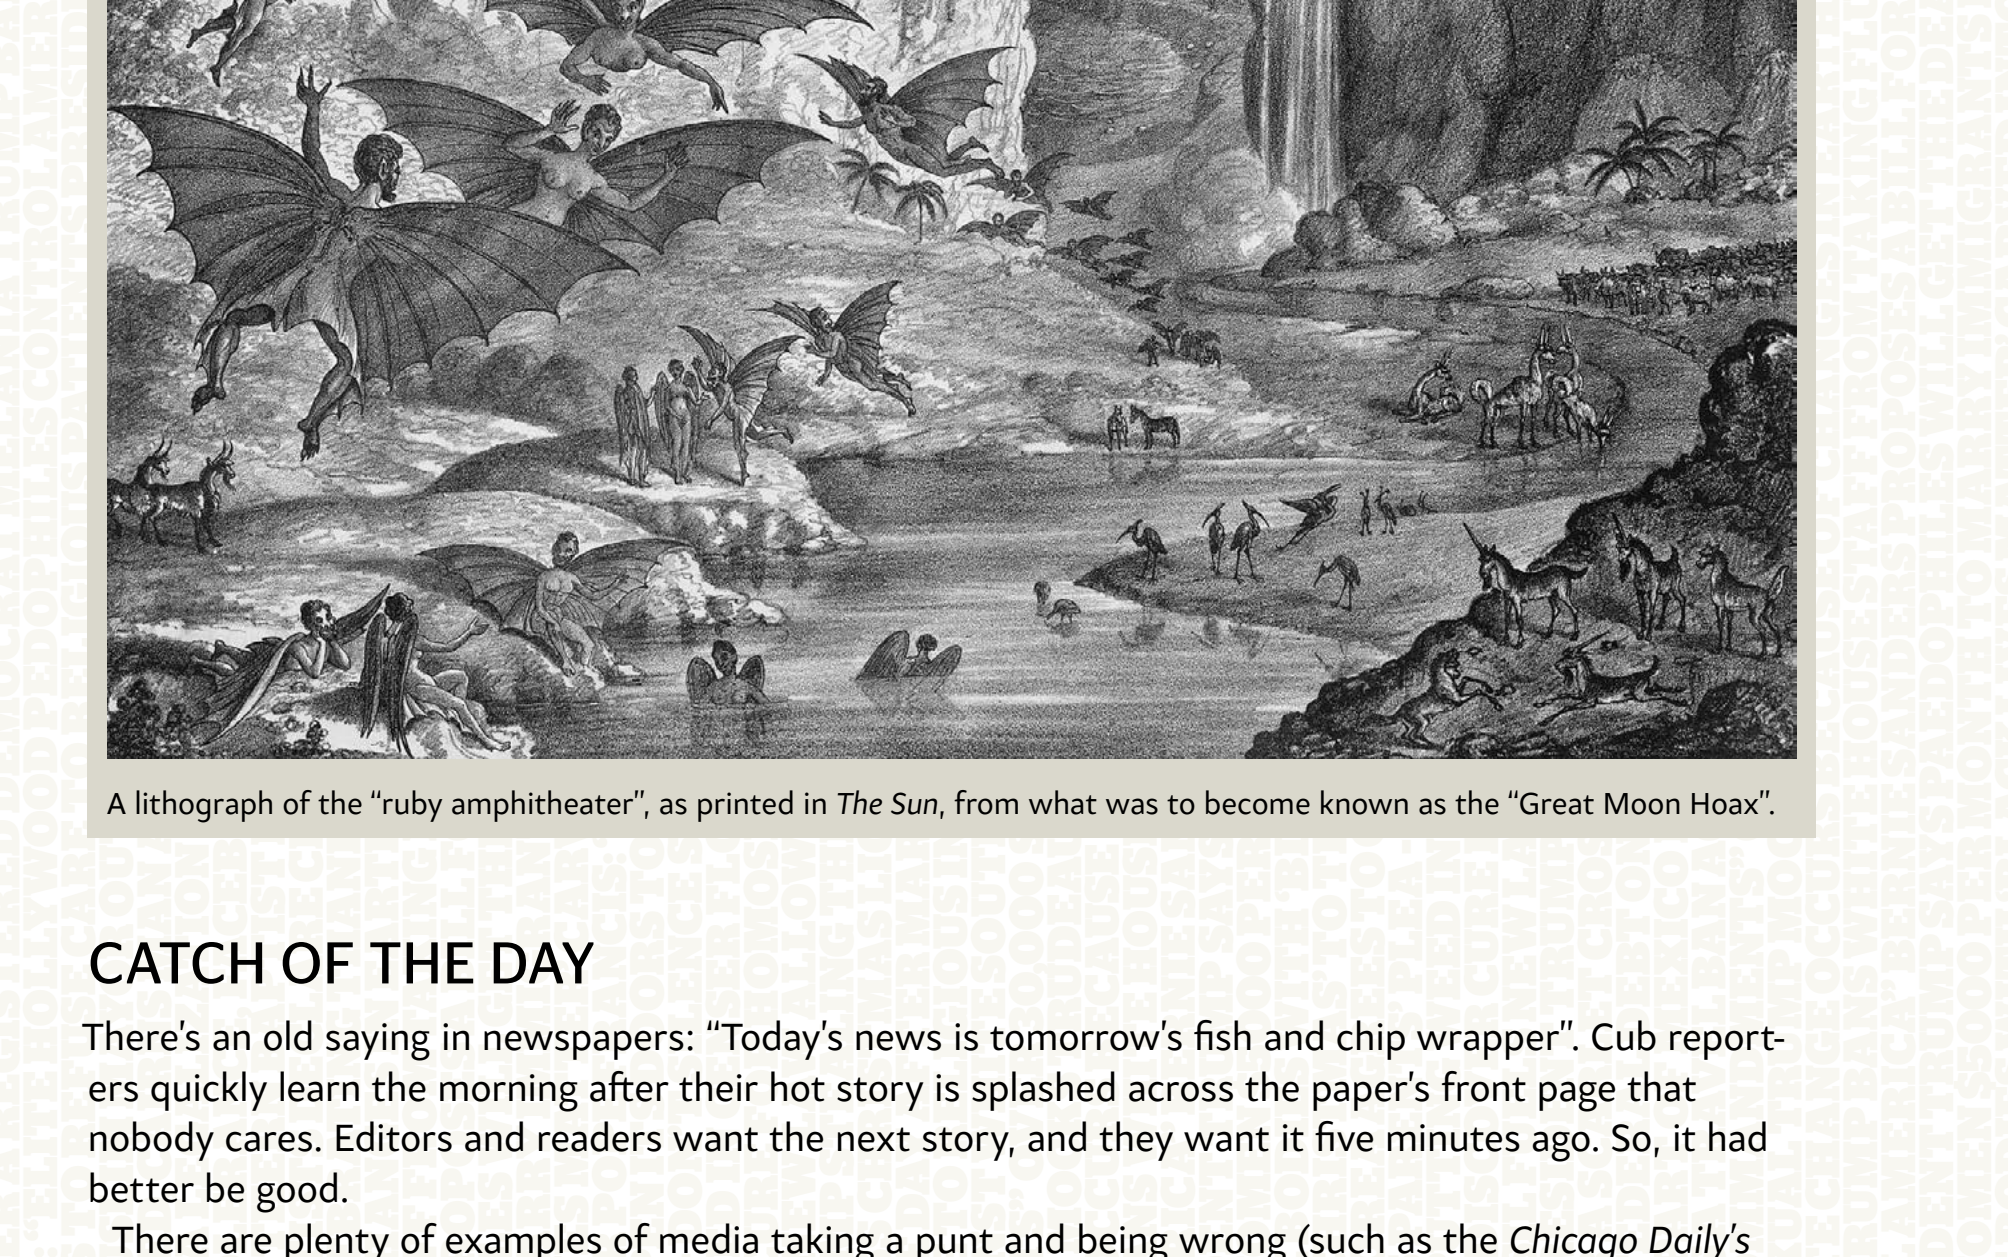 A lithograph of the “ruby amphitheater”, as printed in The Sun, from what was to become known as the “Great Moon Hoax”.
CATCH OF THE DAY
There’s an old saying in newspapers: “Today’s news is tomorrow’s fish and chip wrapper”. Cub report-
ers quickly learn the morning after their hot story is splashed across the paper’s front page that
nobody cares. Editors and readers want the next story, and they want it five minutes ago. So, it had
better be good.
There are plenty of examples of media taking a punt and being wrong (such as the Chicago Daily’s